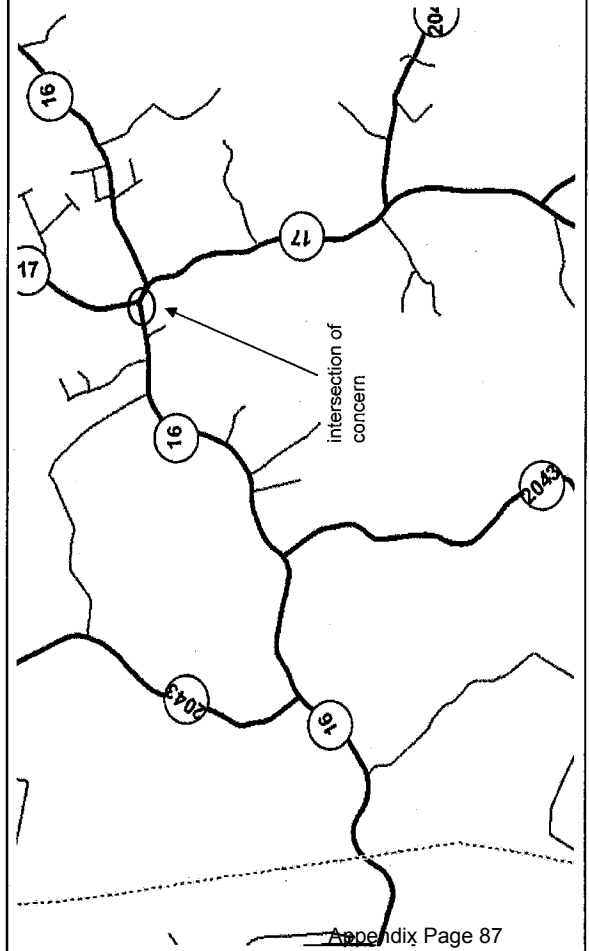 16
17
17
intersection of
concern
16
2043
2043
16
Appendix Page 87